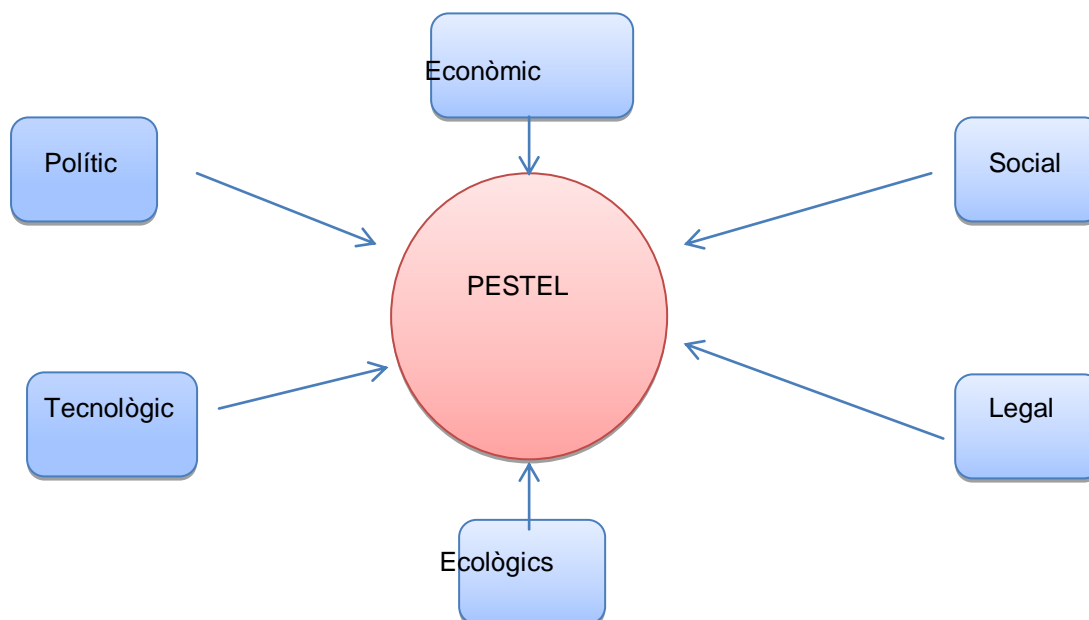 Econòmic
Polític
Social
PESTEL
Tecnològic
Legal
Ecològics